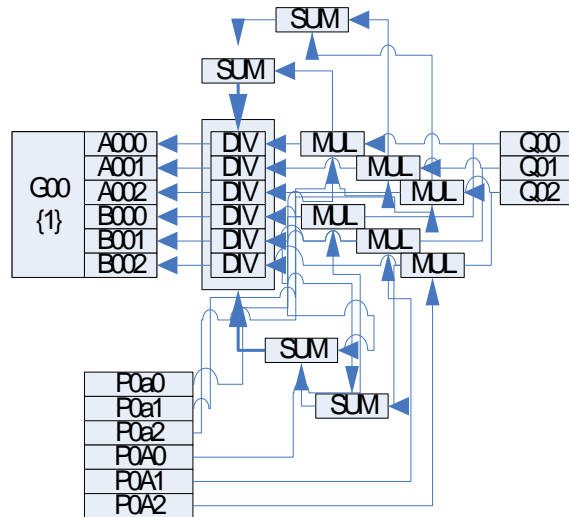 SUM
SUM
A000 DIV MUL Q00
A001 DIV MUL Q01
G00 A002 DIV MUL Q02
{1} B000 DIV MUL
B001 DIV MUL
B002 DIV MUL
SUM
P0a0
P0a1 SUM
P0a2
P0A0
P0A1
P0A2